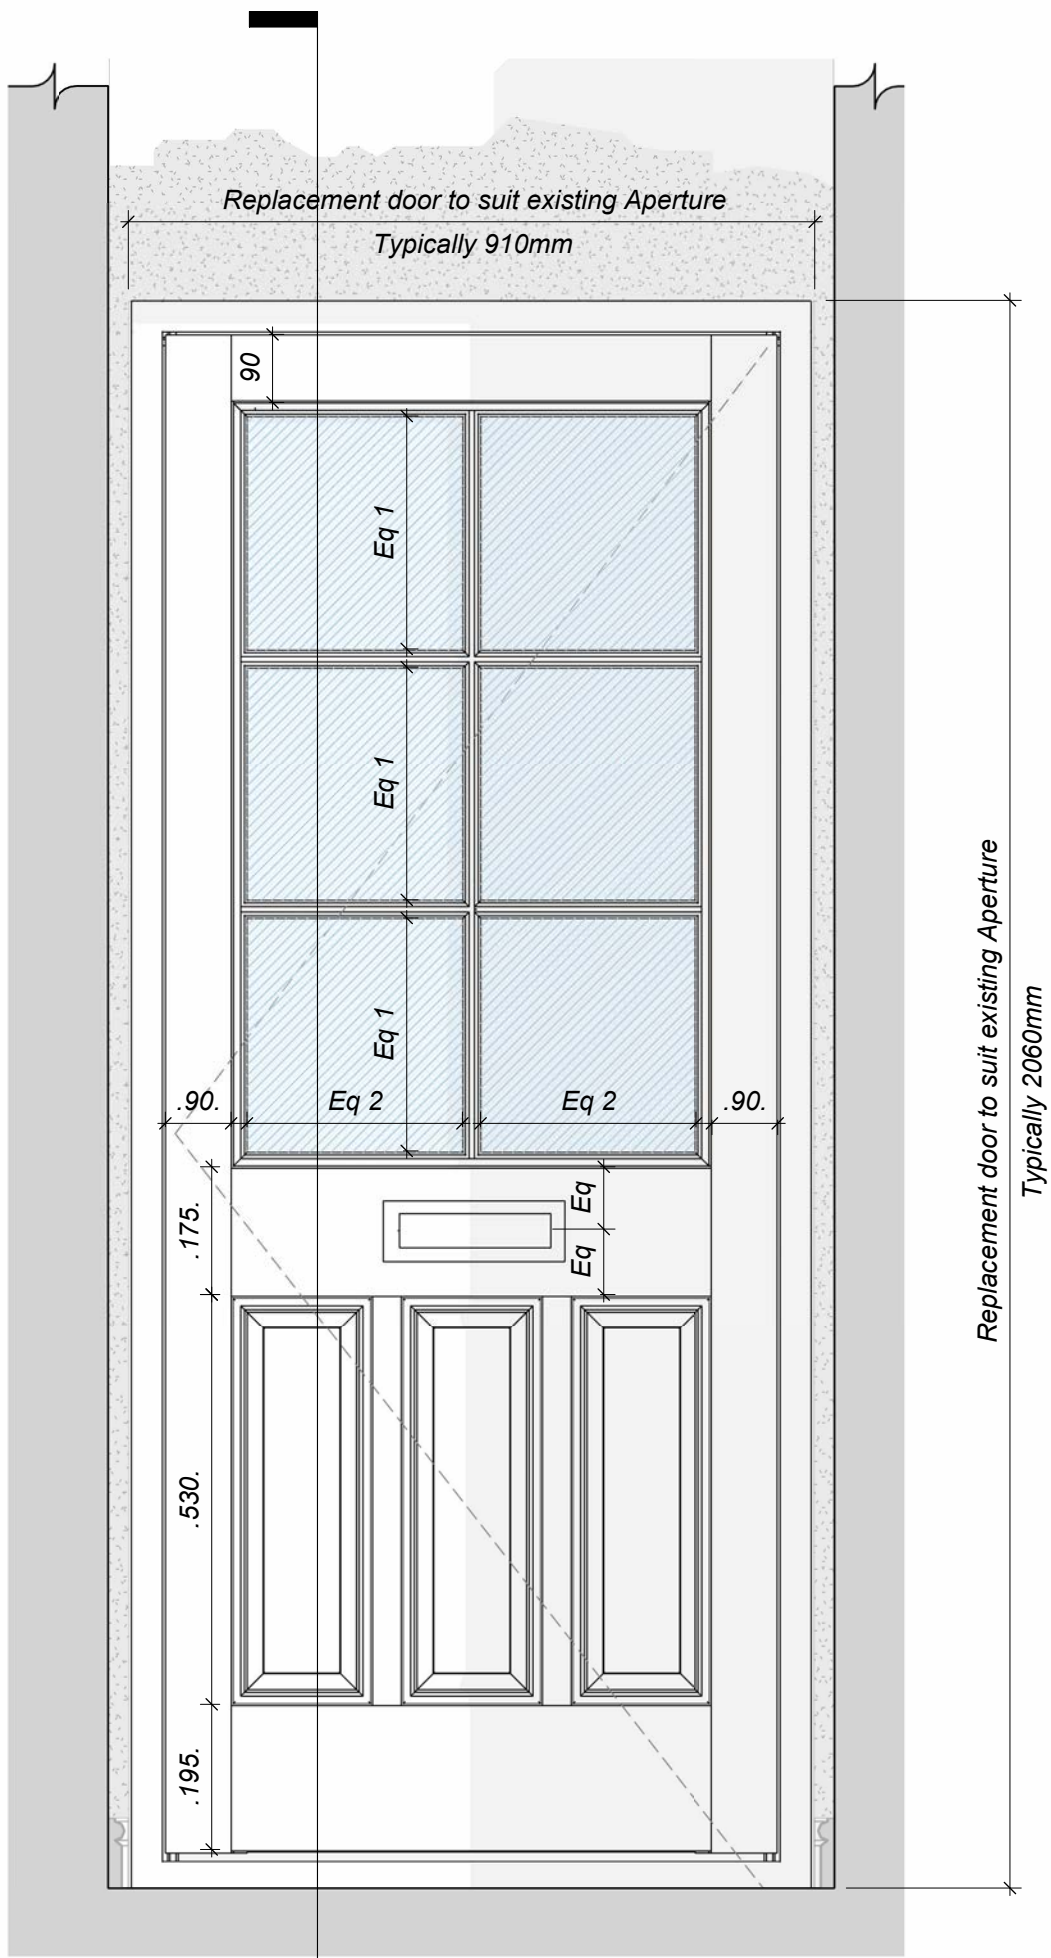 Replacement door to suit existing Aperture
Typically 910mm
90
Eq 1
Eq 1
Eq 1
.90.
Eq 2
Eq 2
.90.
.175.
Eq
Eq
.530.
.195.
Replacement door to suit existing Aperture
Typically 2060mm